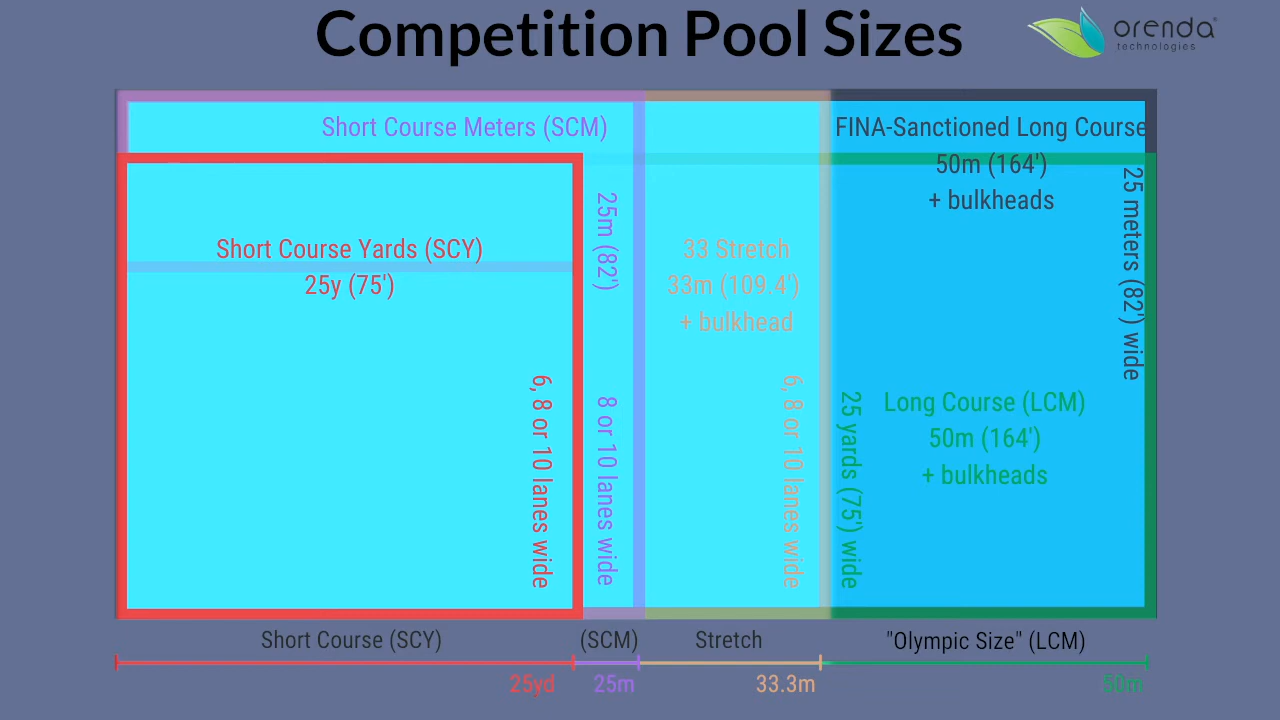 Competition Pool Sizes
orenda
technologies
Short Course Meters (SCM)
FINA-Sanctioned Long Course
50m (164')
+ bulkheads
25 meters (82') wide
Short Course Yards (SCY)
25y (75')
25m (82')
33 Stretch
33m (109.4')
+ bulkhead
6, 8 or 10 lanes wide
8 or 10 lanes wide
6, 8 or 10 lanes wide
25 yards (75') wide
Long Course (LCM)
50m (164')
+ bulkheads
Short Course (SCY)
(SCM)
Stretch
"Olympic Size" (LCM)
25yd
25m
33.3m
50m